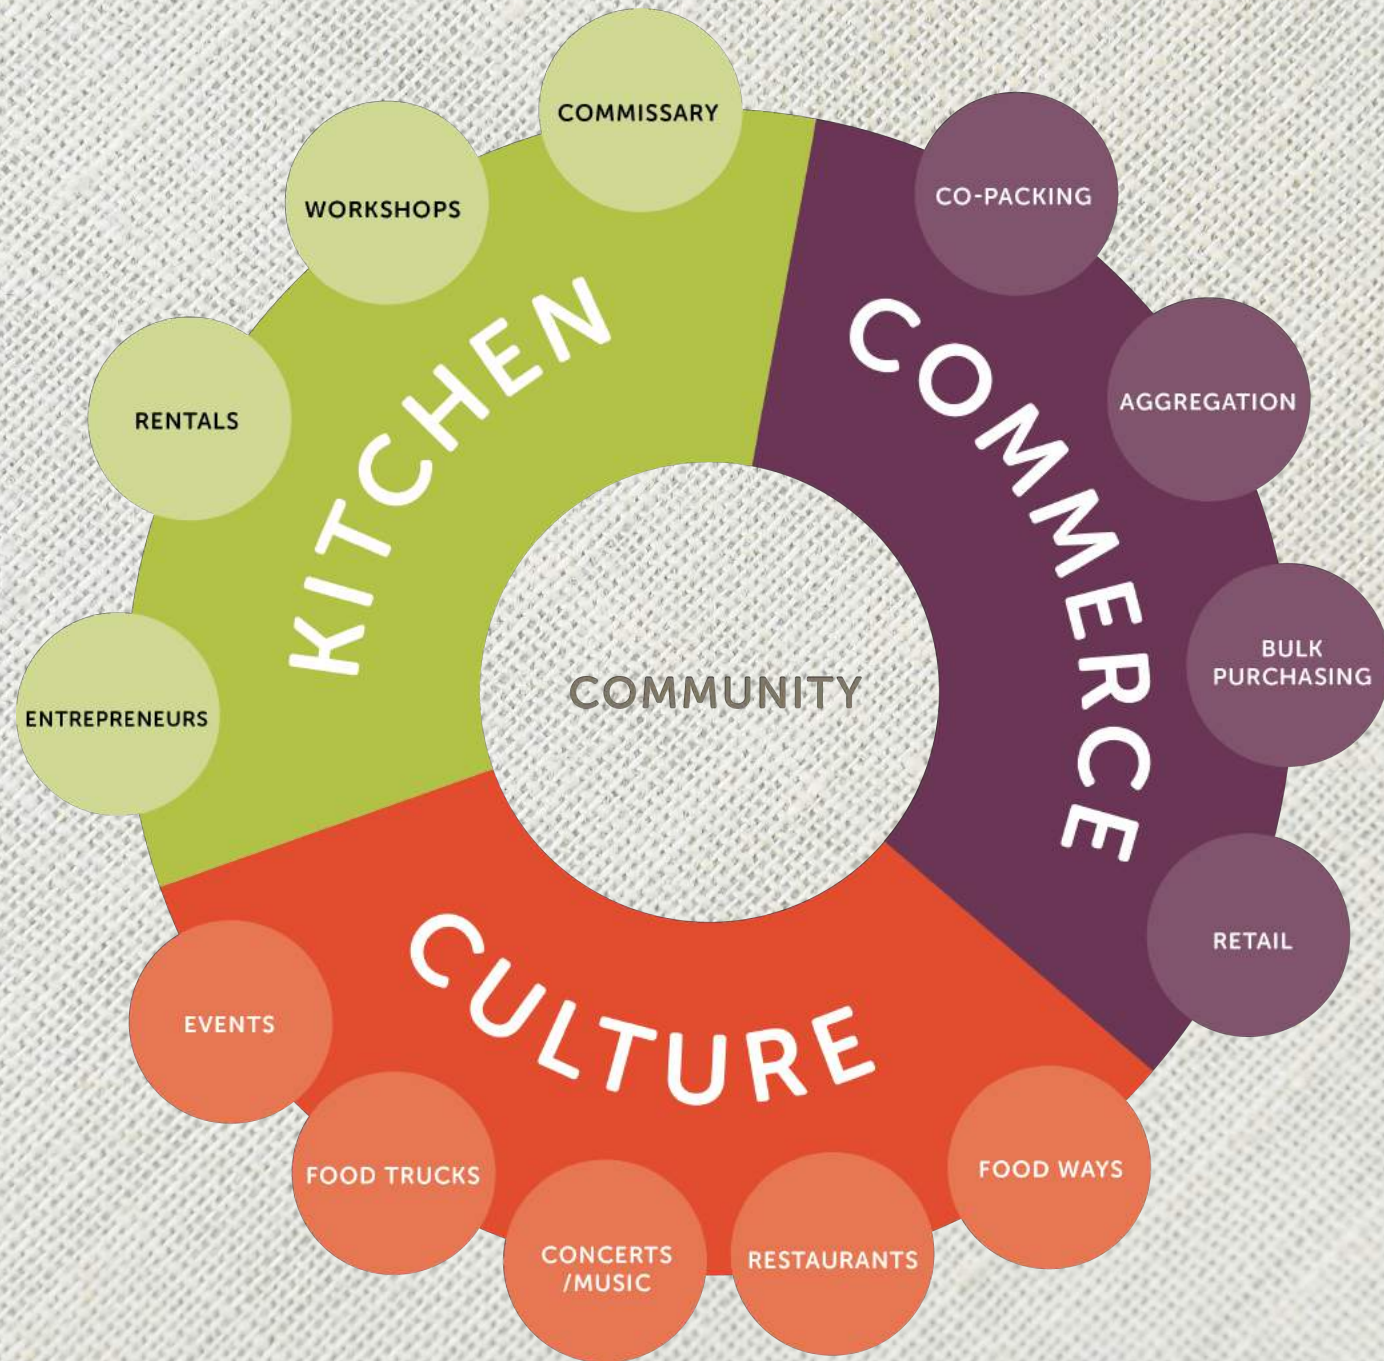 COMMISSARY
WORKSHOPS
RENTALS
ENTREPRENEURS
KITCHEN
CO-PACKING
AGGREGATION
BULK
PURCHASING
RETAIL
COMMERCE
COMMUNITY
CULTURE
EVENTS
FOOD TRUCKS
CONCERTS
/MUSIC
RESTAURANTS
FOOD WAYS